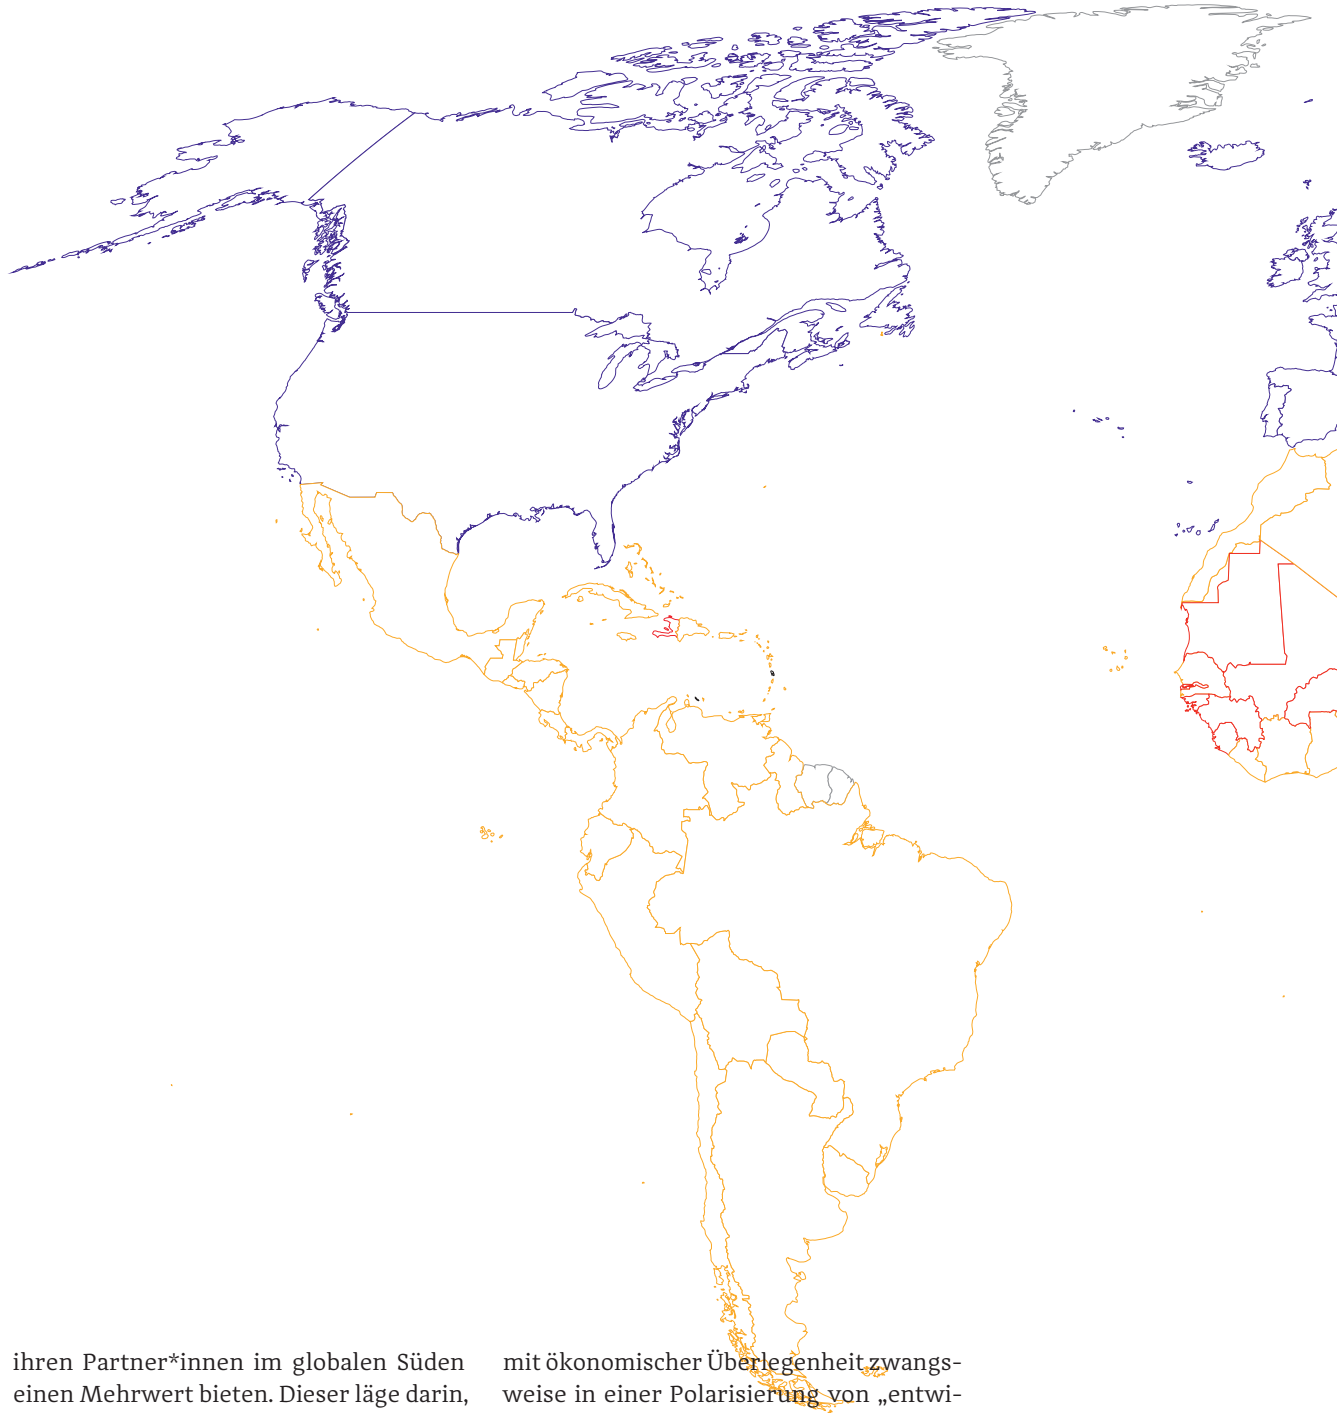 ihren Partner*innen im globalen Süden
einen Mehrwert bieten. Dieser läge darin,
mit ökonomischer Überlegenheit zwangs-
weise in einer Polarisierung von „entwi-